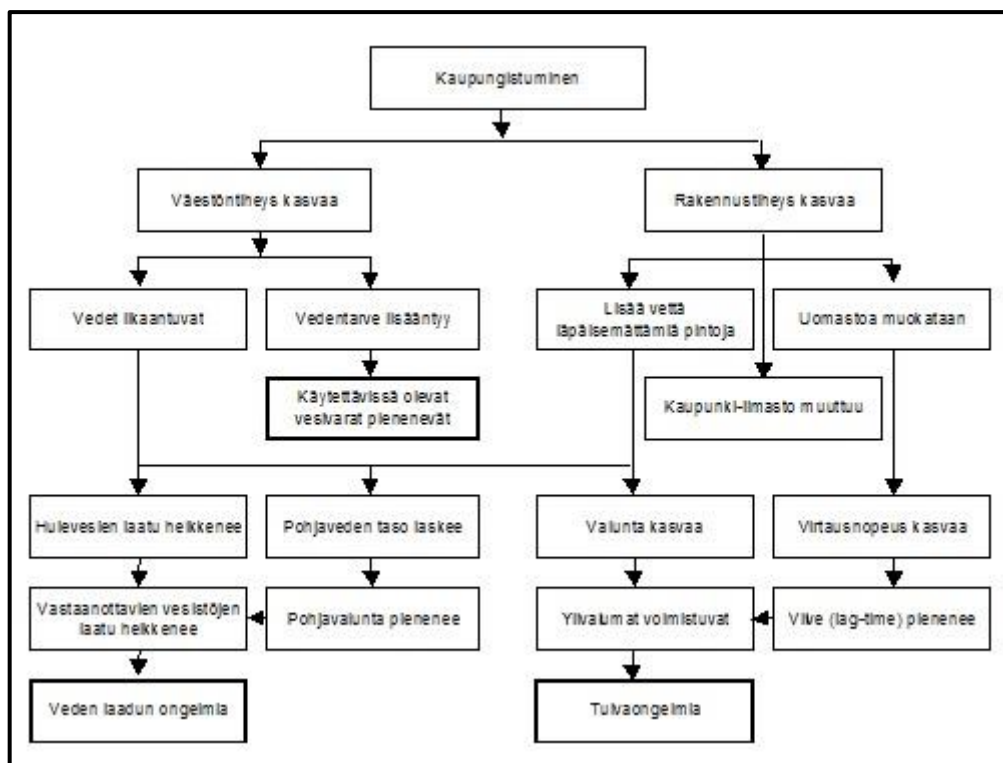 Kaupungistuminen
Väestöntiheys kasvaa
Rakennustiheys kasvaa
Vedet likaantuvat
Vedentarve lisääntyy
Lisää vettä
läpäisemättämiä pintoja
Uomastoa muokataan
Käytettävissä olevat
vesivarat pienenevät
Kaupunki-ilmasto muuttuu
Hulevesien laatu heikkenee
Pohjaveden taso laskee
Valunta kasvaa
Virtausnopeus kasvaa
Vastaanottavien vesistöjen
laatu heikkenee
Pohjavalunta pienenee
Ylivalumat voimistuvat
Viive (lag-time) pienenee
Veden laadun ongelmia
Tulvaongelmia